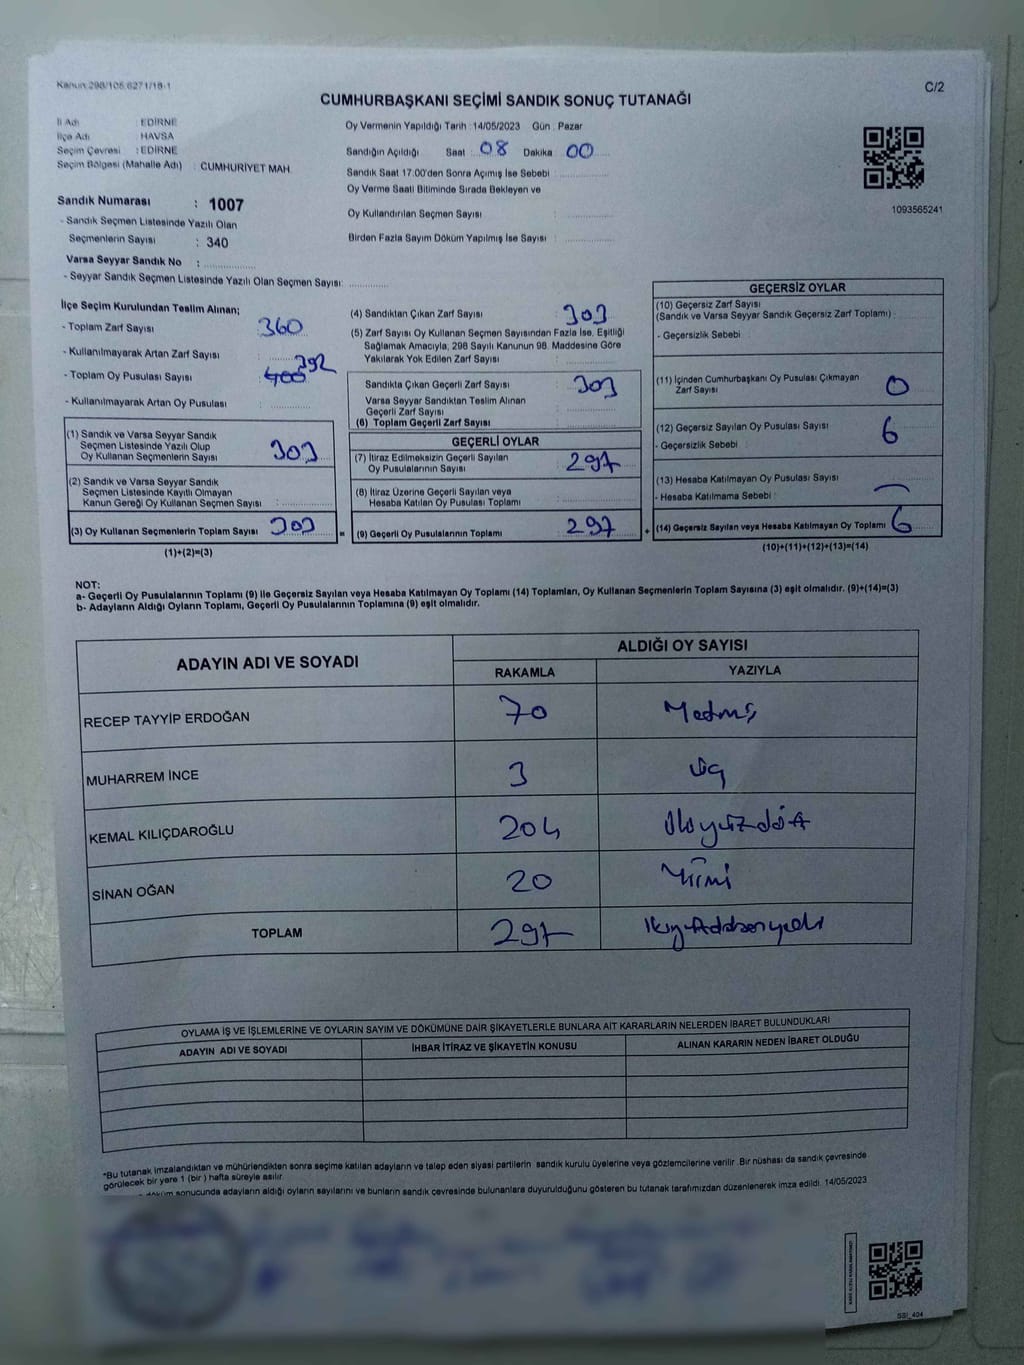 Kanun:298/105,6271/18-1
C/2
CUMHURBAŞKANI SEÇİMİ SANDIK SONUÇ TUTANAĞI
İl Adı : EDİRNE
İlçe Adı : HAVSA
Seçim Çevresi : EDİRNE
Seçim Bölgesi (Mahalle Adı) : CUMHURİYET MAH.
Sandık Numarası : 1007
- Sandık Seçmen Listesinde Yazılı Olan
Seçmenlerin Sayısı : 340
Varsa Seyyar Sandık No :
- Seyyar Sandık Seçmen Listesinde Yazılı Olan Seçmen Sayısı:
Oy Vermenin Yapıldığı Tarih : 14/05/2023 Gün : Pazar
Sandığın Açıldığı Saat : 08 Dakika : 00
Sandık Saat 17.00'den Sonra Açımış İse Sebebi :
Oy Verme Saati Bitiminde Sırada Bekleyen ve
Oy Kullandırılan Seçmen Sayısı :
Birden Fazla Sayım Döküm Yapılmış İse Sayısı :
1093565241
İlçe Seçim Kurulundan Teslim Alınan;
- Toplam Zarf Sayısı : 360
- Kullanılmayarak Artan Zarf Sayısı :
392
- Toplam Oy Pusulası Sayısı : 400
- Kullanılmayarak Artan Oy Pusulası :
(1) Sandık ve Varsa Seyyar Sandık
Seçmen Listesinde Yazılı Olup
Oy Kullanan Seçmenlerin Sayısı : 303
(2) Sandık ve Varsa Seyyar Sandık
Seçmen Listesinde Kayıtlı Olmayan
Kanun Gereği Oy Kullanan Seçmen Sayısı :
(3) Oy Kullanan Seçmenlerin Toplam Sayısı : 303
(1)+(2)=(3)
(4) Sandıktan Çıkan Zarf Sayısı : 303
(5) Zarf Sayısı Oy Kullanan Seçmen Sayısından Fazla İse, Eşitliği
Sağlamak Amacıyla, 298 Sayılı Kanunun 98. Maddesine Göre
Yakılarak Yok Edilen Zarf Sayısı :
Sandıkta Çıkan Geçerli Zarf Sayısı : 303
Varsa Seyyar Sandıktan Teslim Alınan
Geçerli Zarf Sayısı :
(6) Toplam Geçerli Zarf Sayısı :
GEÇERLİ OYLAR
(7) İtiraz Edilmeksizin Geçerli Sayılan
Oy Pusulalarının Sayısı : 297
(8) İtiraz Üzerine Geçerli Sayılan veya
Hesaba Katılan Oy Pusulası Toplamı :
= (9) Geçerli Oy Pusulalarının Toplamı : 297 +
GEÇERSİZ OYLAR
(10) Geçersiz Zarf Sayısı
(Sandık ve Varsa Seyyar Sandık Geçersiz Zarf Toplamı) :
- Geçersizlik Sebebi :
(11) İçinden Cumhurbaşkanı Oy Pusulası Çıkmayan
Zarf Sayısı : 0
(12) Geçersiz Sayılan Oy Pusulası Sayısı : 6
- Geçersizlik Sebebi :
(13) Hesaba Katılmayan Oy Pusulası Sayısı :
- Hesaba Katılmama Sebebi :
(14) Geçersiz Sayılan veya Hesaba Katılmayan Oy Toplamı : 6
(10)+(11)+(12)+(13)=(14)
NOT:
a- Geçerli Oy Pusulalarının Toplamı (9) ile Geçersiz Sayılan veya Hesaba Katılmayan Oy Toplamı (14) Toplamları, Oy Kullanan Seçmenlerin Toplam Sayısına (3) eşit olmalıdır. (9)+(14)=(3)
b- Adayların Aldığı Oyların Toplamı, Geçerli Oy Pusulalarının Toplamına (9) eşit olmalıdır.
ADAYIN ADI VE SOYADI
ALDIĞI OY SAYISI
RAKAMLA YAZIYLA
RECEP TAYYİP ERDOĞAN 70 Yetmiş
MUHARREM İNCE 3 üç
KEMAL KILIÇDAROĞLU 204 ikiyüzdört
SİNAN OĞAN 20 Yirmi
TOPLAM 297
OYLAMA İŞ VE İŞLEMLERİNE VE OYLARIN SAYIM VE DÖKÜMÜNE DAİR ŞİKAYETLERLE BUNLARA AİT KARARLARIN NELERDEN İBARET BULUNDUKLARI
ADAYIN ADI VE SOYADI İHBAR İTİRAZ VE ŞİKAYETİN KONUSU ALINAN KARARIN NEDEN İBARET OLDUĞU
*Bu tutanak imzalandıktan ve mühürlendikten sonra seçime katılan adayların ve talep eden siyasi partilerin sandık kurulu üyelerine veya gözlemcilerine verilir. Bir nüshası da sandık çevresinde
görülecek bir yere 1 (bir) hafta süreyle asılır.
döküm sonucunda adayların aldığı oyların sayılarını ve bunların sandık çevresinde bulunanlara duyurulduğunu gösteren bu tutanak tarafımızdan düzenlenerek imza edildi. 14/05/2023
SSI_404